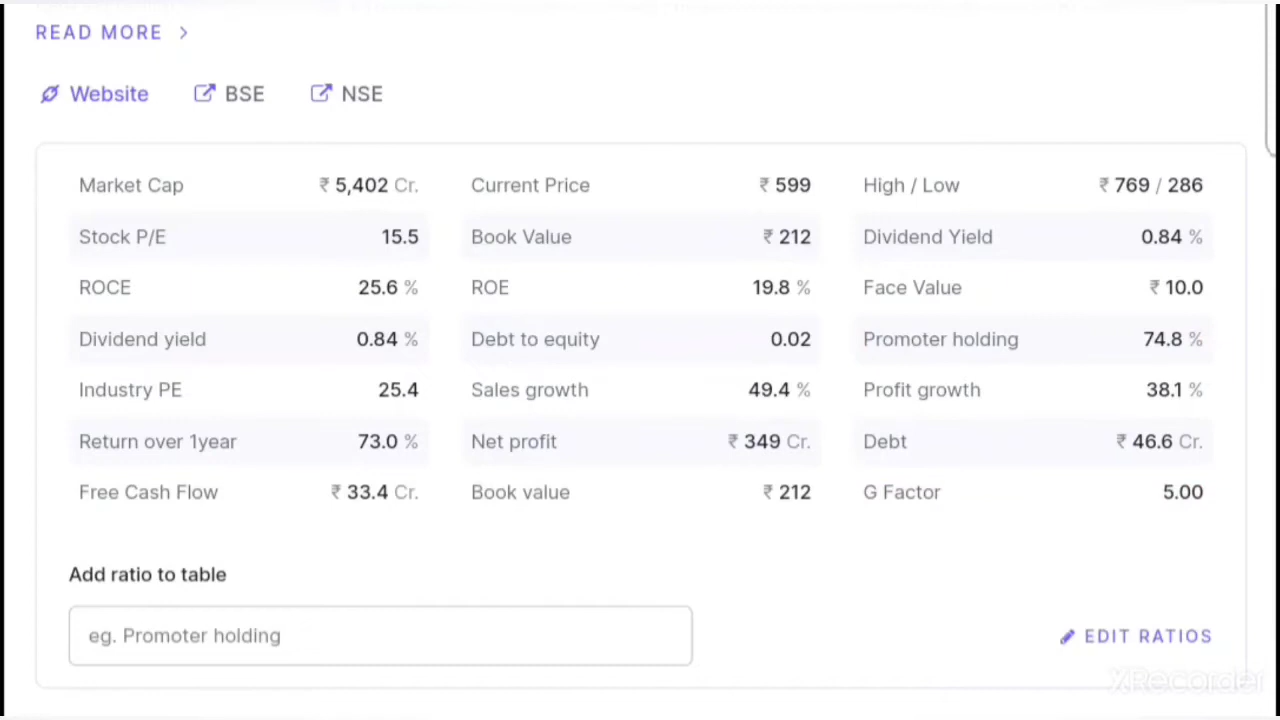 READ MORE >
Website BSE NSE
Market Cap ₹ 5,402 Cr. Current Price ₹ 599 High / Low ₹ 769 / 286
Stock P/E 15.5 Book Value ₹ 212 Dividend Yield 0.84 %
ROCE 25.6 % ROE 19.8 % Face Value ₹ 10.0
Dividend yield 0.84 % Debt to equity 0.02 Promoter holding 74.8 %
Industry PE 25.4 Sales growth 49.4 % Profit growth 38.1 %
Return over 1year 73.0 % Net profit ₹ 349 Cr. Debt ₹ 46.6 Cr.
Free Cash Flow ₹ 33.4 Cr. Book value ₹ 212 G Factor 5.00
Add ratio to table
eg. Promoter holding EDIT RATIOS
XRecorder